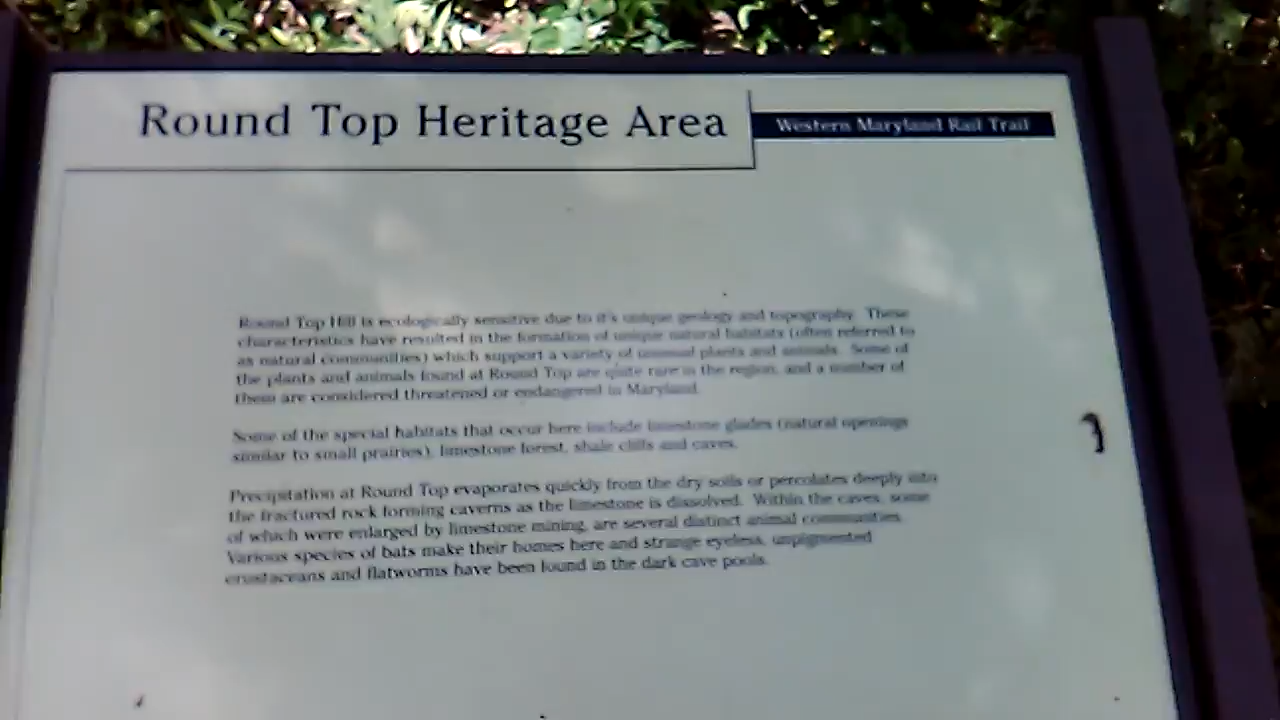 Round Top Heritage Area
Western Maryland Rail Trail
Round Top Hill is ecologically sensitive due to it's unique geology and topography. These
characteristics have resulted in the formation of unique natural habitats (often referred to
as natural communities) which support a variety of unusual plants and animals. Some of
the plants and animals found at Round Top are quite rare in the region, and a number of
them are considered threatened or endangered in Maryland.
Some of the special habitats that occur here include limestone glades (natural openings
similar to small prairies), limestone forest, shale cliffs and caves.
Precipitation at Round Top evaporates quickly from the dry soils or percolates deeply into
the fractured rock forming caverns as the limestone is dissolved. Within the caves, some
of which were enlarged by limestone mining, are several distinct animal communities.
Various species of bats make their homes here and strange eyeless, unpigmented
crustaceans and flatworms have been found in the dark cave pools.